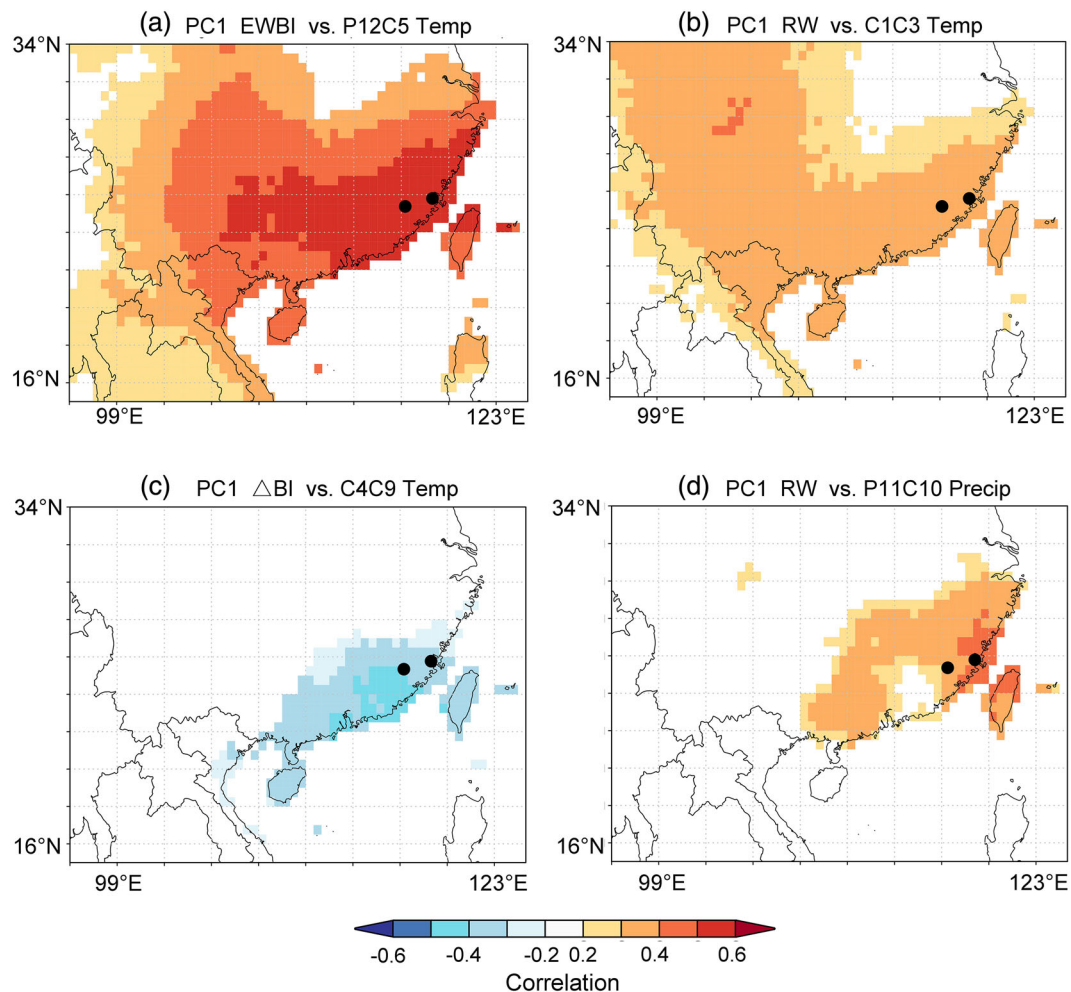 (a) PC1 EWBI vs. P12C5 Temp
34°N
16°N
99°E 123°E
(b) PC1 RW vs. C1C3 Temp
34°N
16°N
99°E 123°E
(c) PC1 △BI vs. C4C9 Temp
34°N
16°N
99°E 123°E
(d) PC1 RW vs. P11C10 Precip
34°N
16°N
99°E 123°E
-0.6 -0.4 -0.2 0.2 0.4 0.6
Correlation